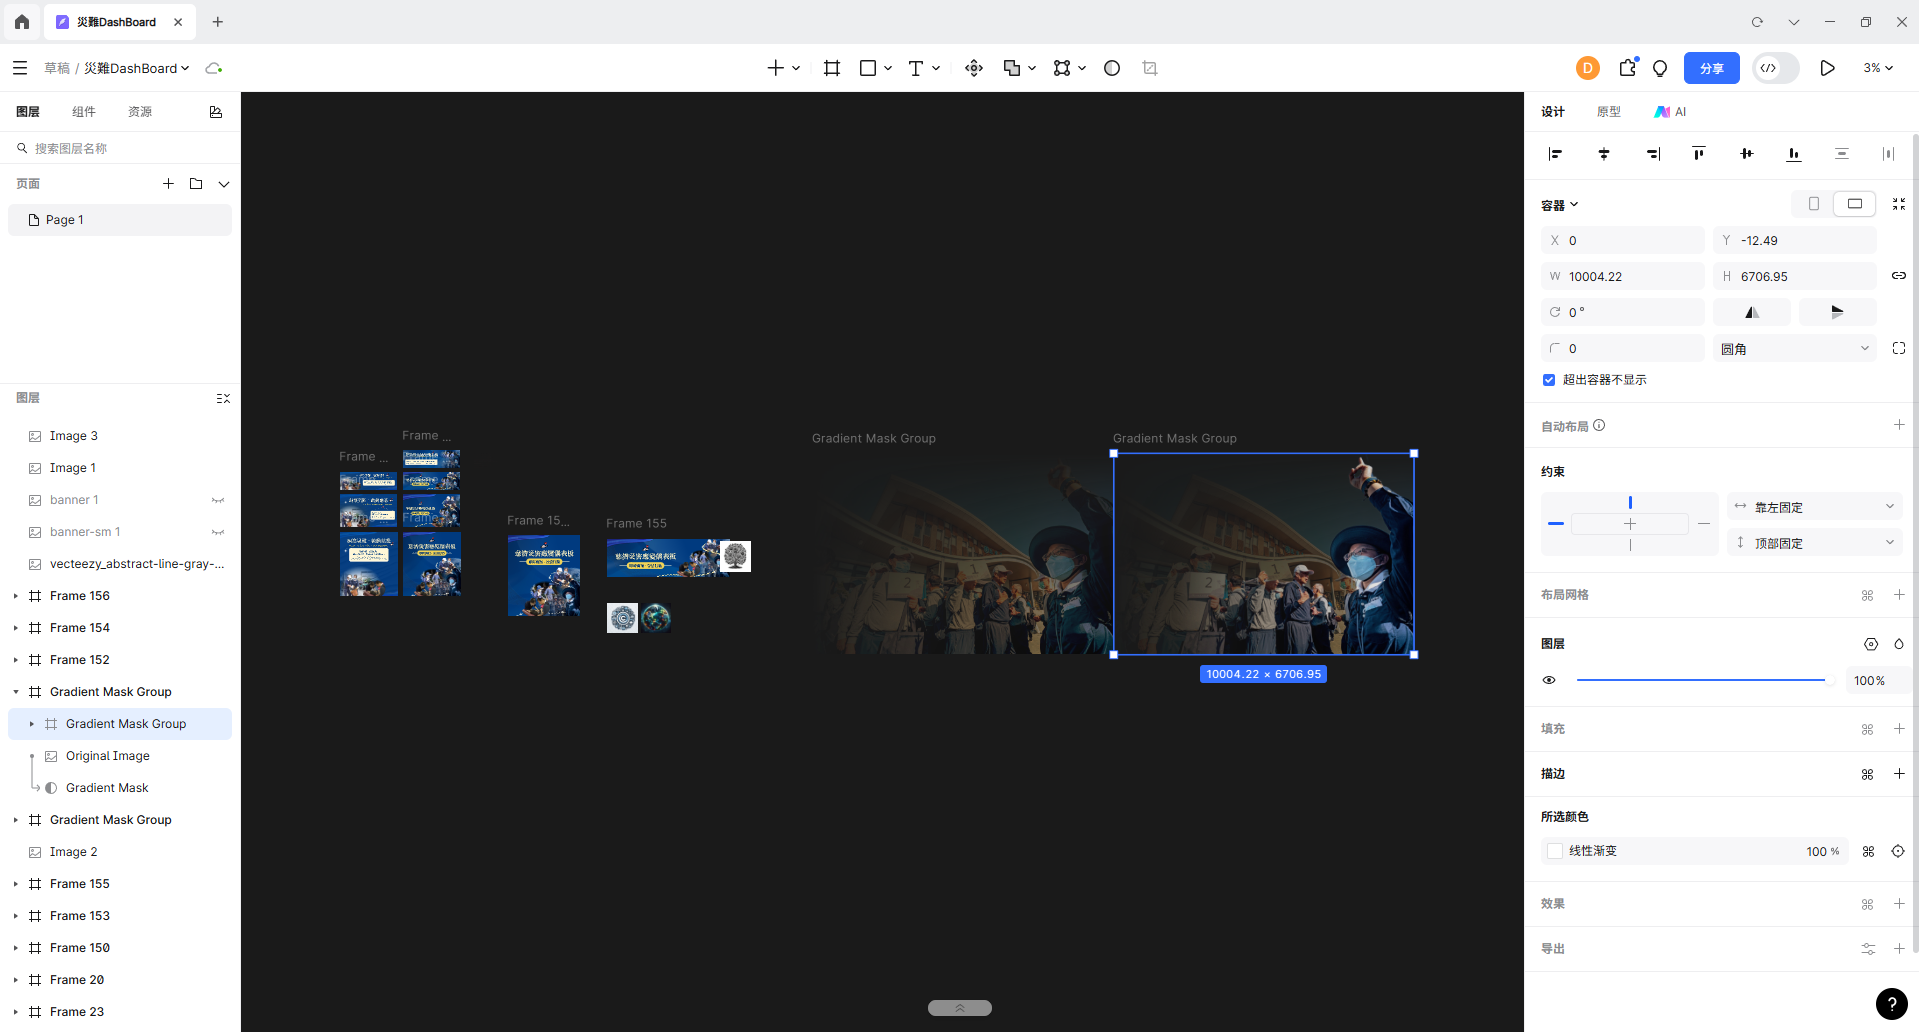 災難DashBoard
草稿 / 災難DashBoard
分享
3%
D
图层
组件
资源
搜索图层名称
页面
Page 1
图层
Image 3
Image 1
banner 1
banner-sm 1
vecteezy_abstract-line-gray-...
Frame 156
Frame 154
Frame 152
Gradient Mask Group
Gradient Mask Group
Original Image
Gradient Mask
Gradient Mask Group
Image 2
Frame 155
Frame 153
Frame 150
Frame 20
Frame 23
Frame ...
Frame ...
Frame
Frame 15...
Frame 155
Gradient Mask Group
Gradient Mask Group
2
2
10004.22 × 6706.95
设计
原型
AI
容器
X 0
Y -12.49
W 10004.22
H 6706.95
0 °
0
圆角
超出容器不显示
自动布局
约束
靠左固定
顶部固定
布局网格
图层
100%
填充
描边
所选颜色
线性渐变 100 %
效果
导出
?